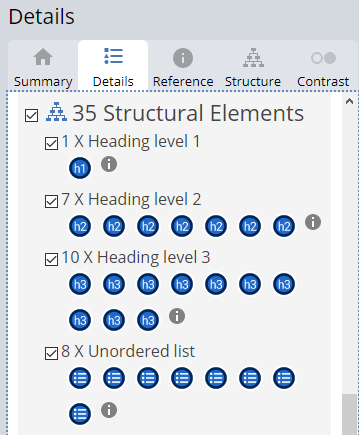 Details
Summary Details Reference Structure Contrast
35 Structural Elements
1 X Heading level 1
h1
7 X Heading level 2
h2 h2 h2 h2 h2 h2 h2
10 X Heading level 3
h3 h3 h3 h3 h3 h3 h3
h3 h3 h3
8 X Unordered list